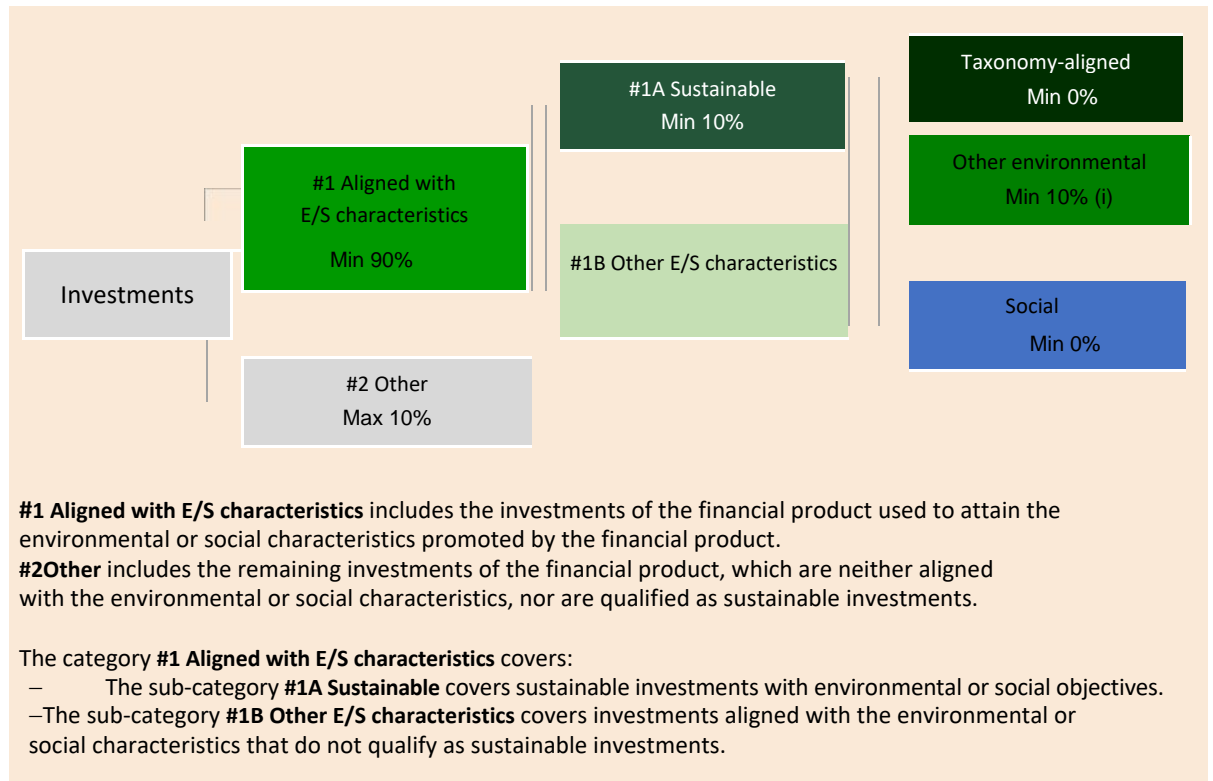 Investments
#1 Aligned with
E/S characteristics
Min 90%
#2 Other
Max 10%
#1A Sustainable
Min 10%
#1B Other E/S characteristics
Taxonomy-aligned
Min 0%
Other environmental
Min 10% (i)
Social
Min 0%
#1 Aligned with E/S characteristics includes the investments of the financial product used to attain the
environmental or social characteristics promoted by the financial product.
#2Other includes the remaining investments of the financial product, which are neither aligned
with the environmental or social characteristics, nor are qualified as sustainable investments.
The category #1 Aligned with E/S characteristics covers:
– The sub-category #1A Sustainable covers sustainable investments with environmental or social objectives.
–The sub-category #1B Other E/S characteristics covers investments aligned with the environmental or
social characteristics that do not qualify as sustainable investments.